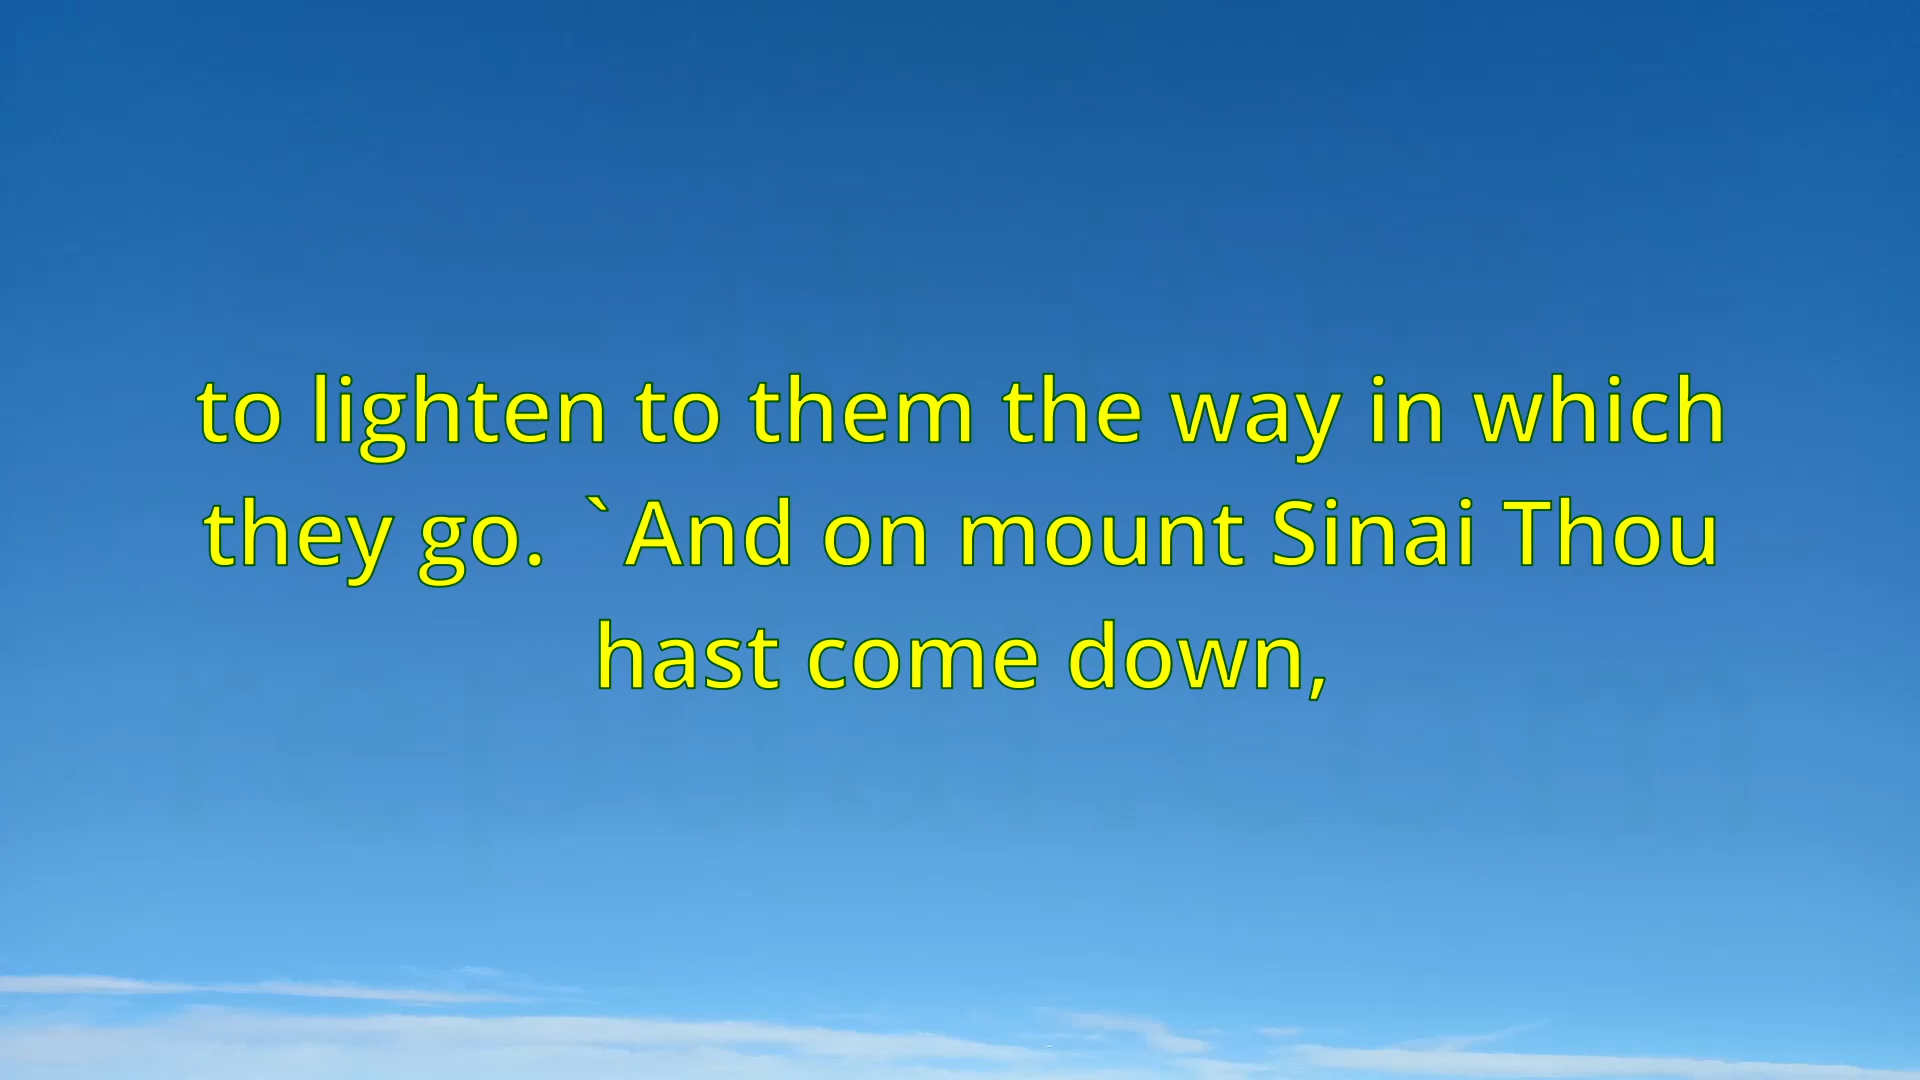 to lighten to them the way in which
they go. `And on mount Sinai Thou
hast come down,